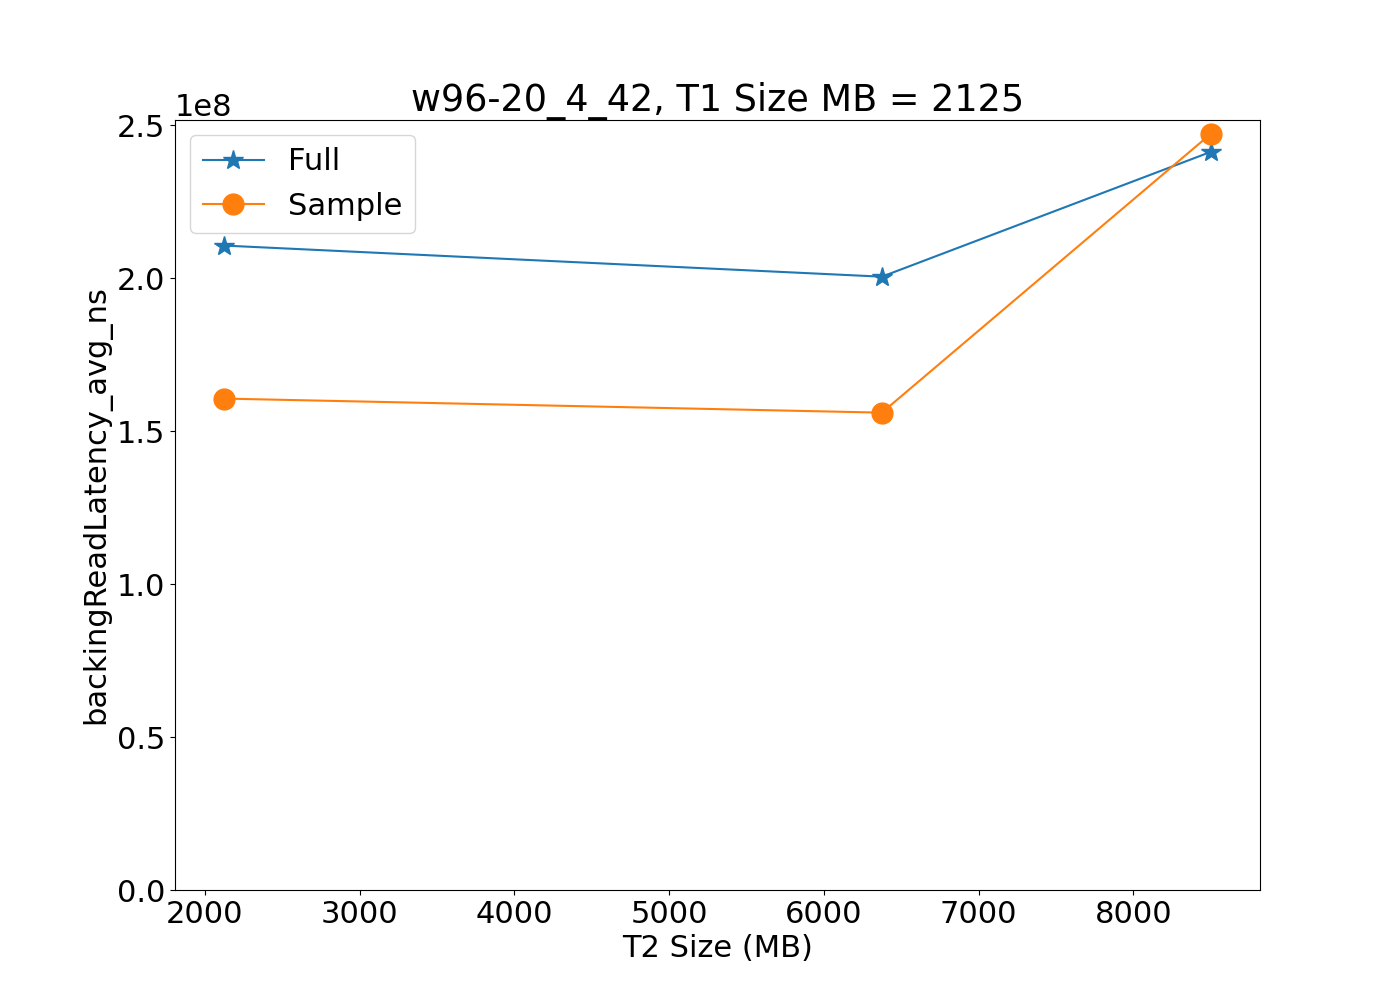 w96-20_4_42, T1 Size MB = 2125
1e8
2.5
2.0
1.5
1.0
0.5
0.0
Full
Sample
backingReadLatency_avg_ns
2000 3000 4000 5000 6000 7000 8000
T2 Size (MB)